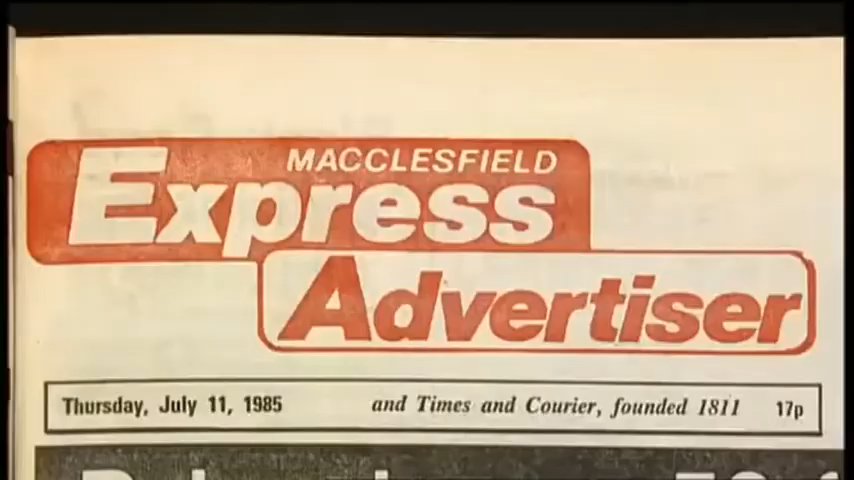 MACCLESFIELD
Express
Advertiser
Thursday, July 11, 1985 and Times and Courier, founded 1811 17p